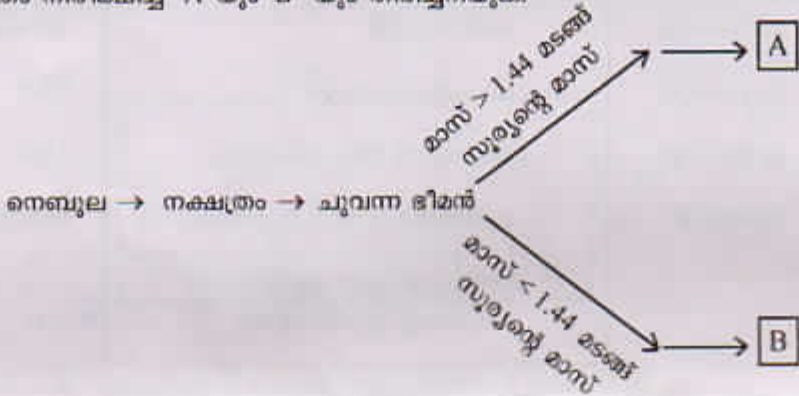 മാസ് > 1.44 മടങ്ങ്
സൂര്യന്റെ മാസ്
A
നെബുല → നക്ഷത്രം → ചുവന്ന ഭീമൻ
മാസ് < 1.44 മടങ്ങ്
സൂര്യന്റെ മാസ്
B